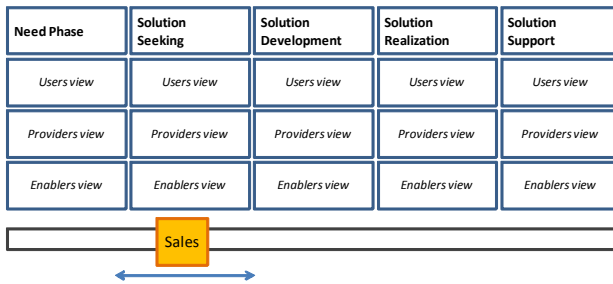 Need Phase
Solution
Seeking
Solution
Development
Solution
Realization
Solution
Support
Users view
Users view
Users view
Users view
Users view
Providers view
Providers view
Providers view
Providers view
Providers view
Enablers view
Enablers view
Enablers view
Enablers view
Enablers view
Sales